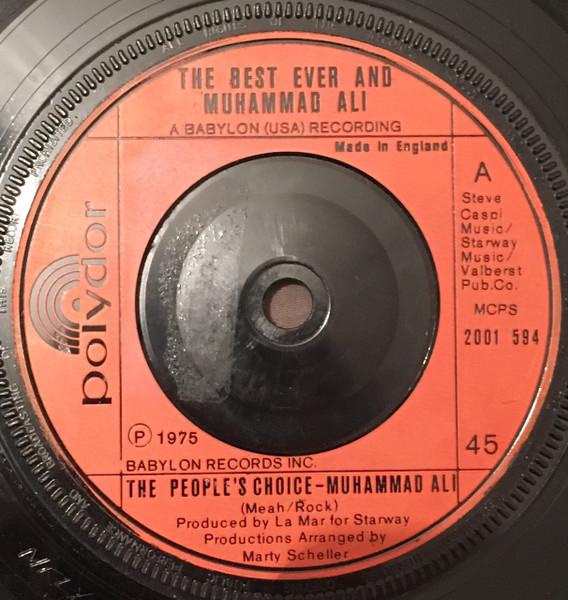 THE BEST EVER AND
MUHAMMAD ALI
A BABYLON (USA) RECORDING
Made in England
polydor
A
Steve
Caspi
Music/
Starway
Music/
Valberst
Pub.Co.
MCPS
2001 594
45
Ⓟ 1975
BABYLON RECORDS INC.
THE PEOPLE'S CHOICE-MUHAMMAD ALI
(Meah/Rock)
Produced by La Mar for Starway
Productions Arranged by
Marty Scheller